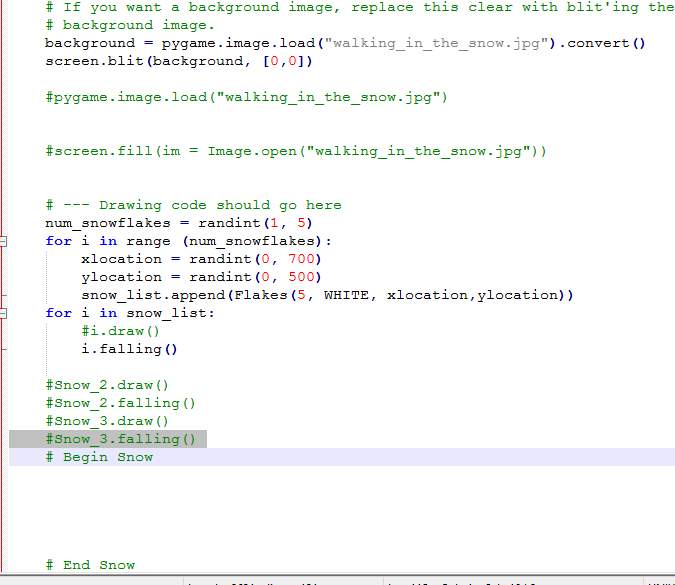 # If you want a background image, replace this clear with blit'ing the
# background image.
background = pygame.image.load("walking_in_the_snow.jpg").convert()
screen.blit(background, [0,0])
#pygame.image.load("walking_in_the_snow.jpg")
#screen.fill(im = Image.open("walking_in_the_snow.jpg"))
# --- Drawing code should go here
num_snowflakes = randint(1, 5)
for i in range (num_snowflakes):
xlocation = randint(0, 700)
ylocation = randint(0, 500)
snow_list.append(Flakes(5, WHITE, xlocation,ylocation))
for i in snow_list:
#i.draw()
i.falling()
#Snow_2.draw()
#Snow_2.falling()
#Snow_3.draw()
#Snow_3.falling()
# Begin Snow
# End Snow